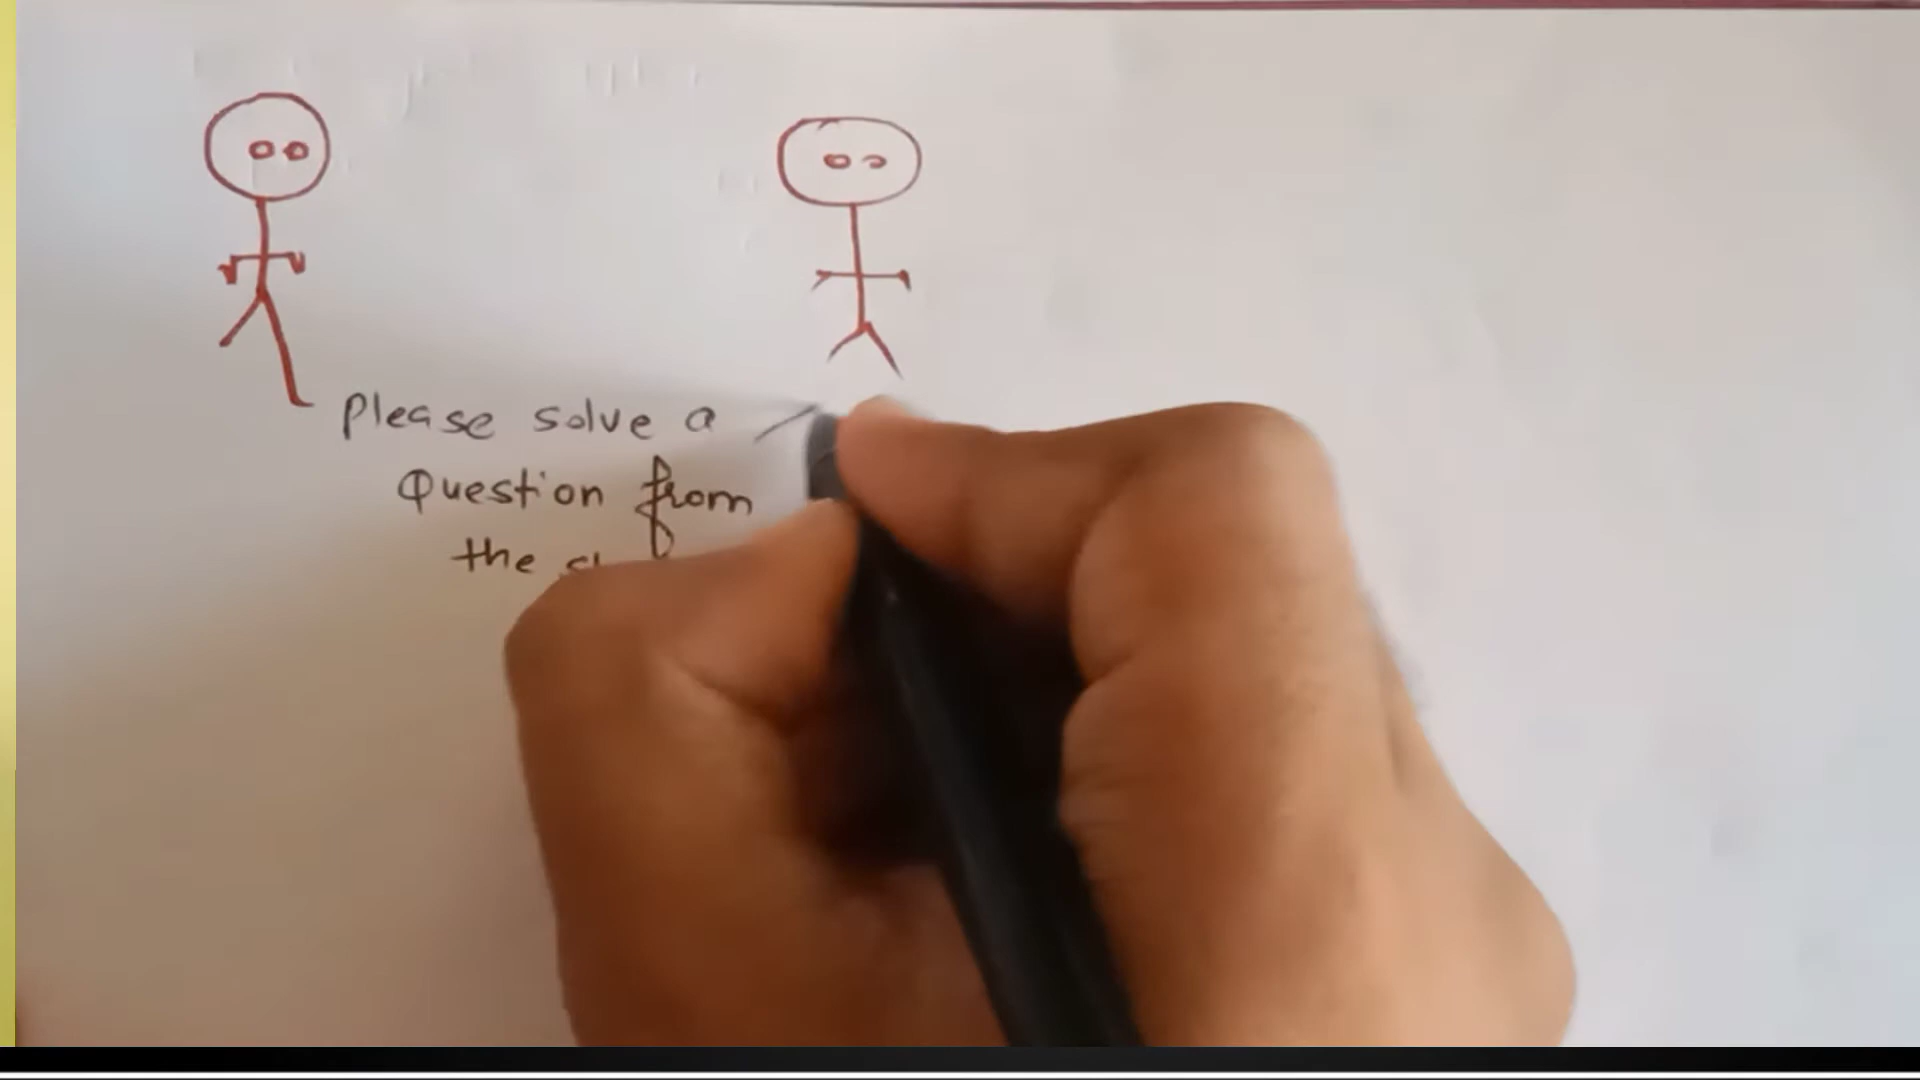 Please solve a
Question from
the